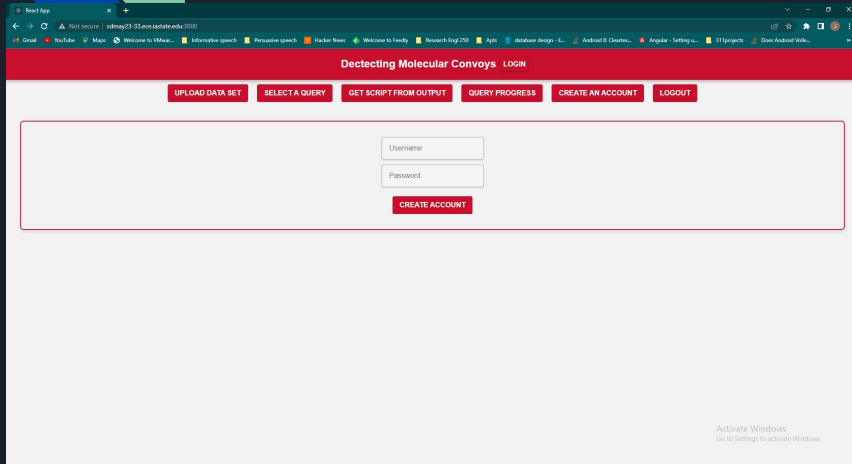 React App
Not secure | sdmay23-33.ece.iastate.edu:3000
Gmail YouTube Maps Welcome to VMwar... Informative speech Persuasive speech Hacker News Welcome to Feedly Research Engl 250 Apts database design - E... Android B. Cleartex... Angular - Setting u... 311projects Does Android Volle... »
Dectecting Molecular Convoys LOGIN
UPLOAD DATA SET SELECT A QUERY GET SCRIPT FROM OUTPUT QUERY PROGRESS CREATE AN ACCOUNT LOGOUT
Username
Password
CREATE ACCOUNT
Activate Windows
Go to Settings to activate Windows.